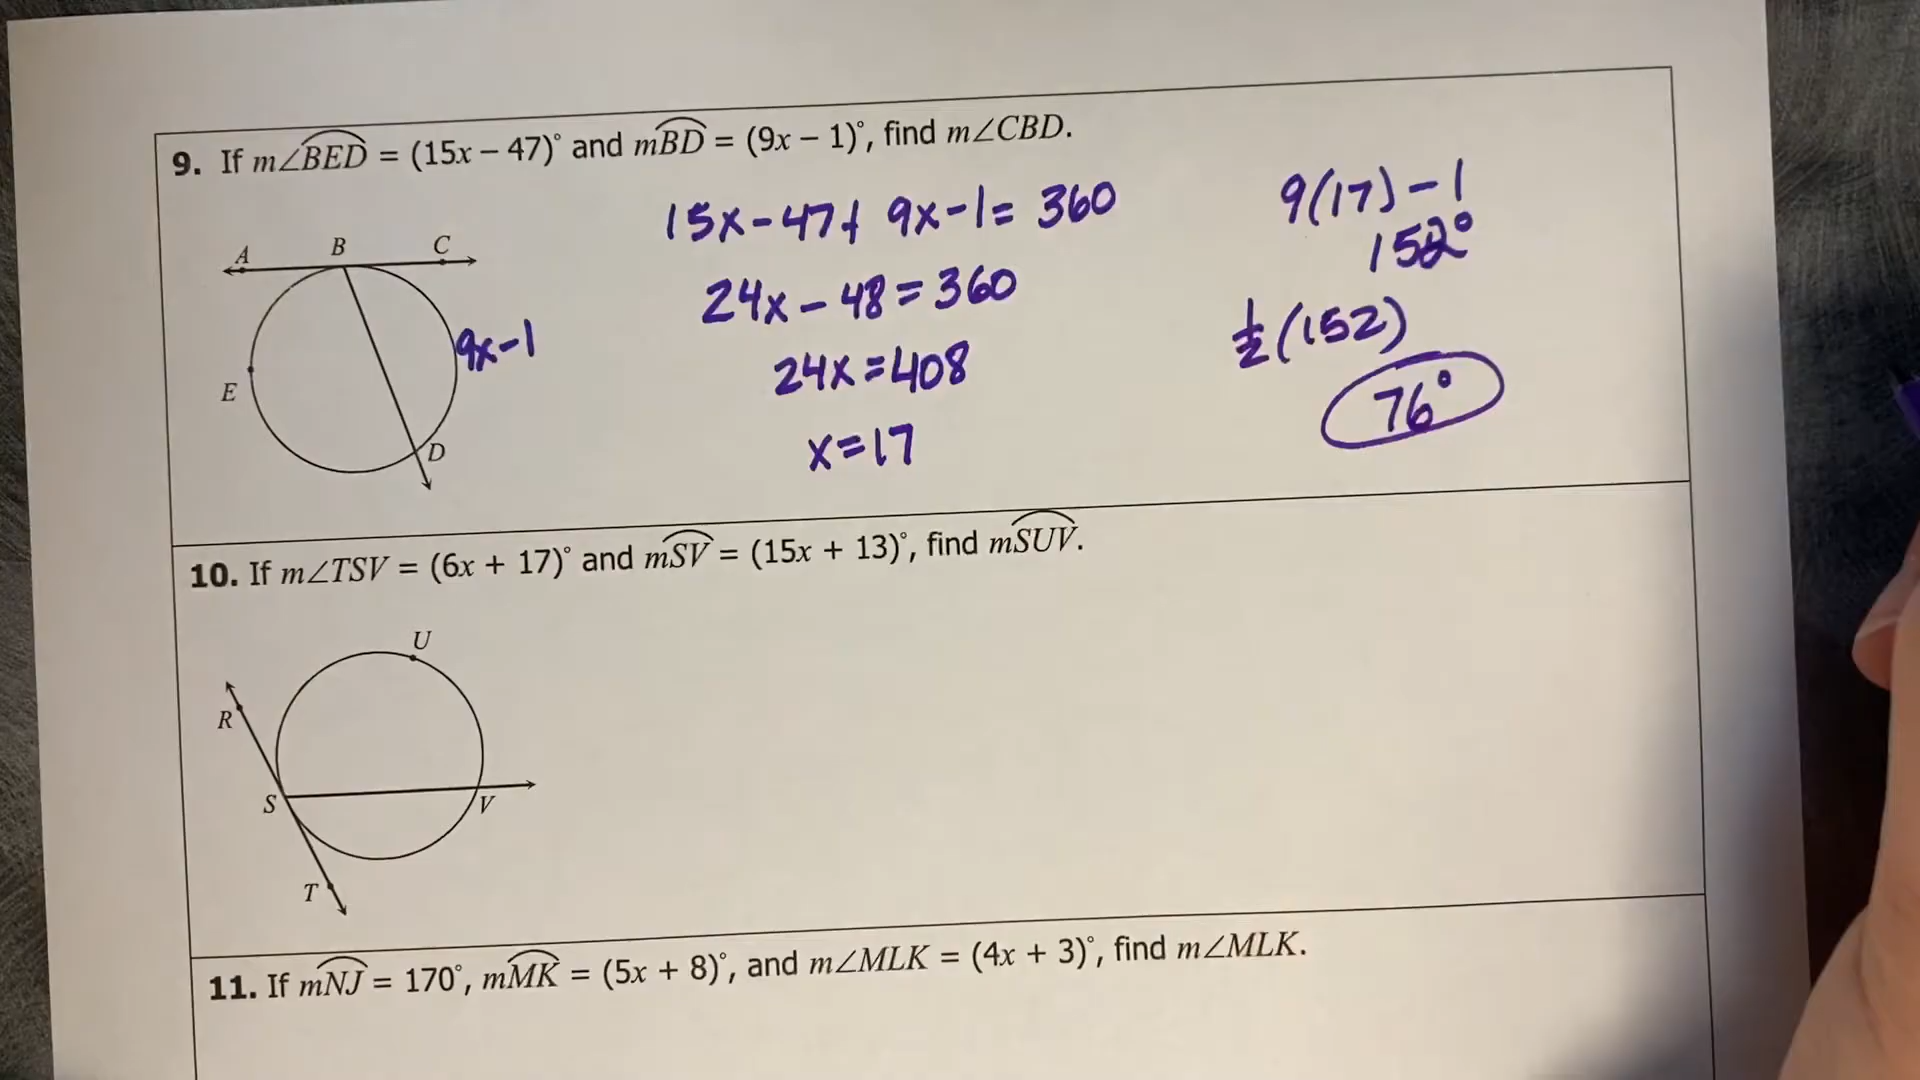 9. If m∠BED = (15x – 47)° and mBD = (9x – 1)°, find m∠CBD.
15x-47+ 9x-1= 360
24x-48=360
24x=408
x=17
9(17)-1
152°
½(152)
76°
A
B
C
9x-1
E
D
10. If m∠TSV = (6x + 17)° and mSV = (15x + 13)°, find mSUV.
U
R
S
V
T
11. If mNJ = 170°, mMK = (5x + 8)°, and m∠MLK = (4x + 3)°, find m∠MLK.